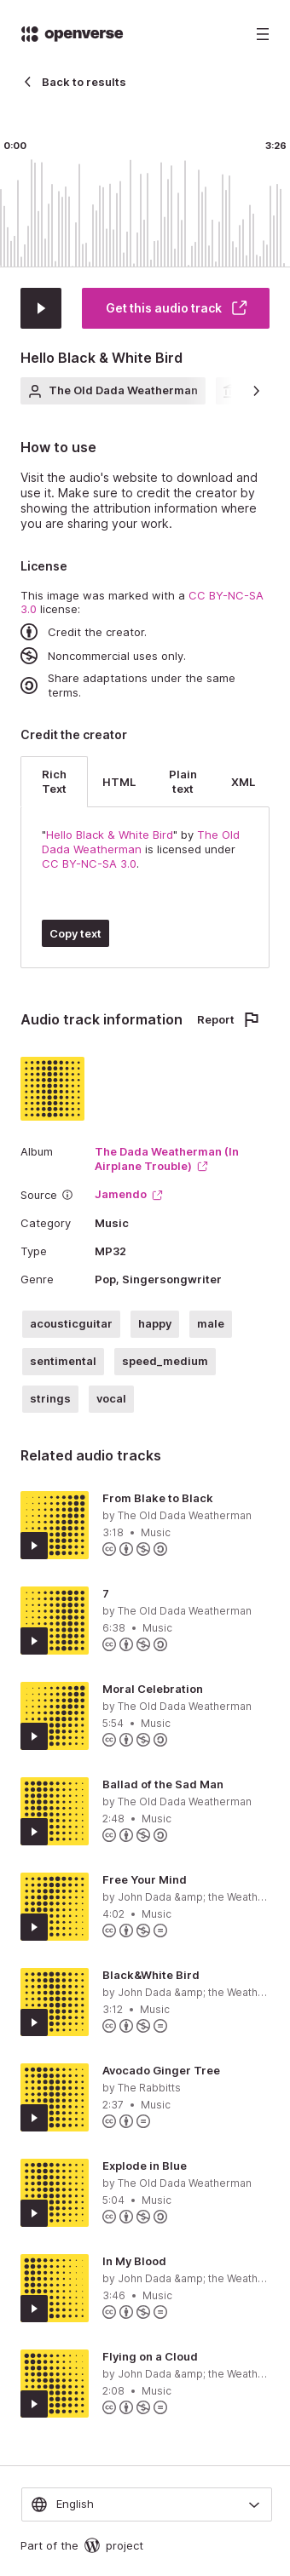 openverse
Back to results
0:00
3:26
Get this audio track
Hello Black & White Bird
The Old Dada Weatherman
How to use
Visit the audio's website to download and
use it. Make sure to credit the creator by
showing the attribution information where
you are sharing your work.
License
This image was marked with a CC BY-NC-SA
3.0 license:
Credit the creator.
Noncommercial uses only.
Share adaptations under the same
terms.
Credit the creator
Rich
Text
HTML
Plain
text
XML
"Hello Black & White Bird" by The Old
Dada Weatherman is licensed under
CC BY-NC-SA 3.0.
Copy text
Audio track information
Report
Album
The Dada Weatherman (In
Airplane Trouble)
Source
Jamendo
Category
Music
Type
MP32
Genre
Pop, Singersongwriter
acousticguitar
happy
male
sentimental
speed_medium
strings
vocal
Related audio tracks
From Blake to Black
by The Old Dada Weatherman
3:18 • Music
7
by The Old Dada Weatherman
6:38 • Music
Moral Celebration
by The Old Dada Weatherman
5:54 • Music
Ballad of the Sad Man
by The Old Dada Weatherman
2:48 • Music
Free Your Mind
by John Dada &amp; the Weath...
4:02 • Music
Black&White Bird
by John Dada &amp; the Weath...
3:12 • Music
Avocado Ginger Tree
by The Rabbitts
2:37 • Music
Explode in Blue
by The Old Dada Weatherman
5:04 • Music
In My Blood
by John Dada &amp; the Weath...
3:46 • Music
Flying on a Cloud
by John Dada &amp; the Weath...
2:08 • Music
English
Part of the
project